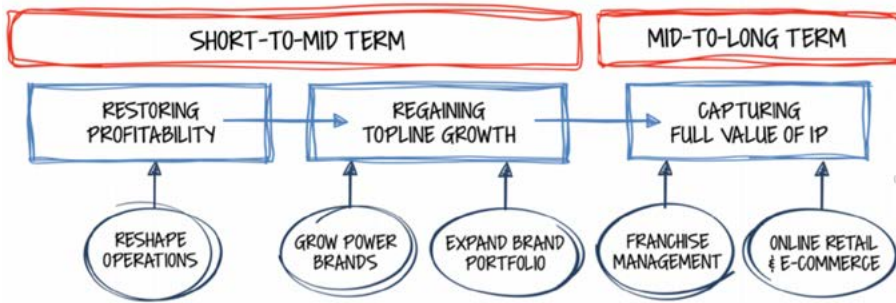 SHORT-TO-MID TERM
MID-TO-LONG TERM
RESTORING
PROFITABILITY
REGAINING
TOPLINE GROWTH
CAPTURING
FULL VALUE OF IP
RESHAPE
OPERATIONS
GROW POWER
BRANDS
EXPAND BRAND
PORTFOLIO
FRANCHISE
MANAGEMENT
ONLINE RETAIL
& E-COMMERCE